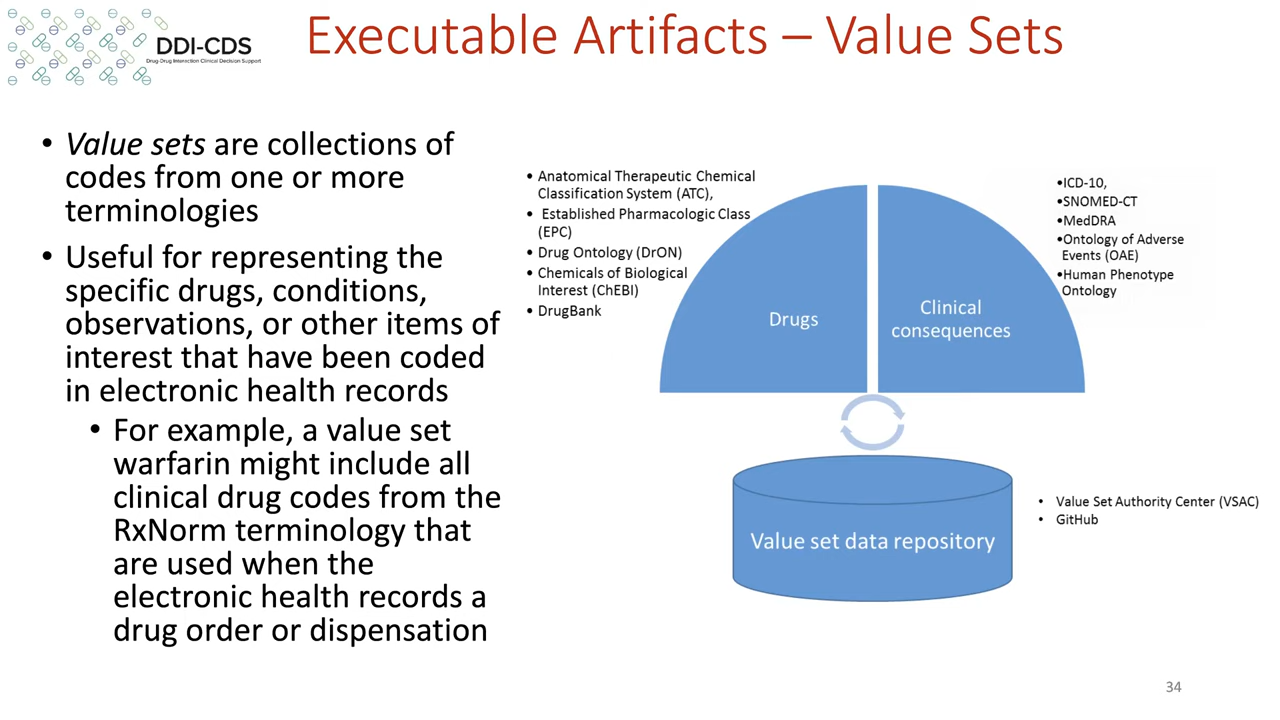 DDI-CDS
Drug-Drug Interaction Clinical Decision Support
Executable Artifacts – Value Sets
• Value sets are collections of
codes from one or more
terminologies
• Useful for representing the
specific drugs, conditions,
observations, or other items of
interest that have been coded
in electronic health records
• For example, a value set
warfarin might include all
clinical drug codes from the
RxNorm terminology that
are used when the
electronic health records a
drug order or dispensation
• Anatomical Therapeutic Chemical
Classification System (ATC),
• Established Pharmacologic Class
(EPC)
• Drug Ontology (DrON)
• Chemicals of Biological
Interest (ChEBI)
• DrugBank
Drugs
Clinical
consequences
•ICD-10,
•SNOMED-CT
•MedDRA
•Ontology of Adverse
Events (OAE)
•Human Phenotype
Ontology
Value set data repository
• Value Set Authority Center (VSAC)
• GitHub
34